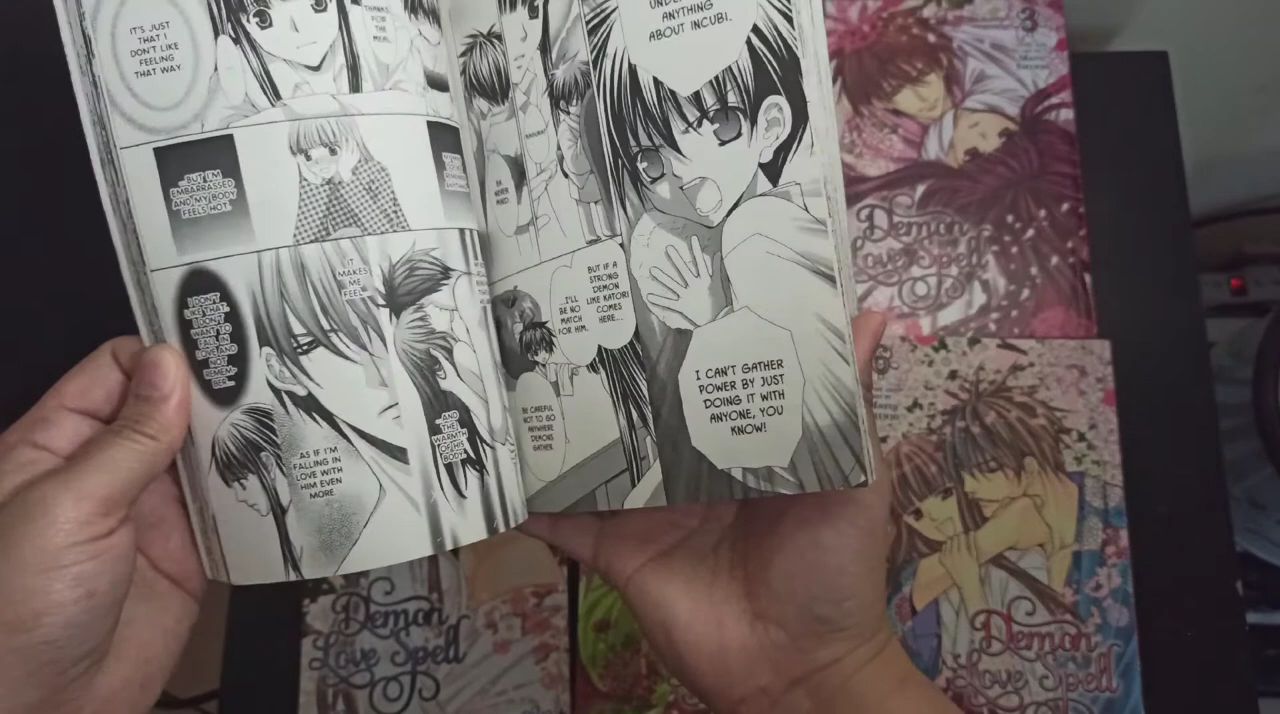 IT'S JUST
THAT I
DON'T LIKE
FEELING
THAT WAY
THANKS
FOR
THE
MEAL.
...BUT I'M
EMBARRASSED
AND MY BODY
FEELS HOT.
IT
MAKES
ME
FEEL...
I DON'T
LIKE THAT.
I DON'T
WANT TO
FALL IN
LOVE AND
NOT
REMEM-
BER...
...AS IF I'M
FALLING IN
LOVE WITH
HIM EVEN
MORE.
AND
THE
WARMTH
OF HIS
BODY.
ANYTHING
ABOUT INCUBI.
NEVER
MIND.
BUT IF A
STRONG
DEMON
LIKE KATORI
COMES
HERE...
...I'LL
BE NO
MATCH
FOR HIM.
BE CAREFUL
NOT TO GO
ANYWHERE
DEMONS
GATHER.
I CAN'T GATHER
POWER BY JUST
DOING IT WITH
ANYONE, YOU
KNOW!
3
Demon
Love Spell
6
Demon
Love Spell
Demon
Love Spell